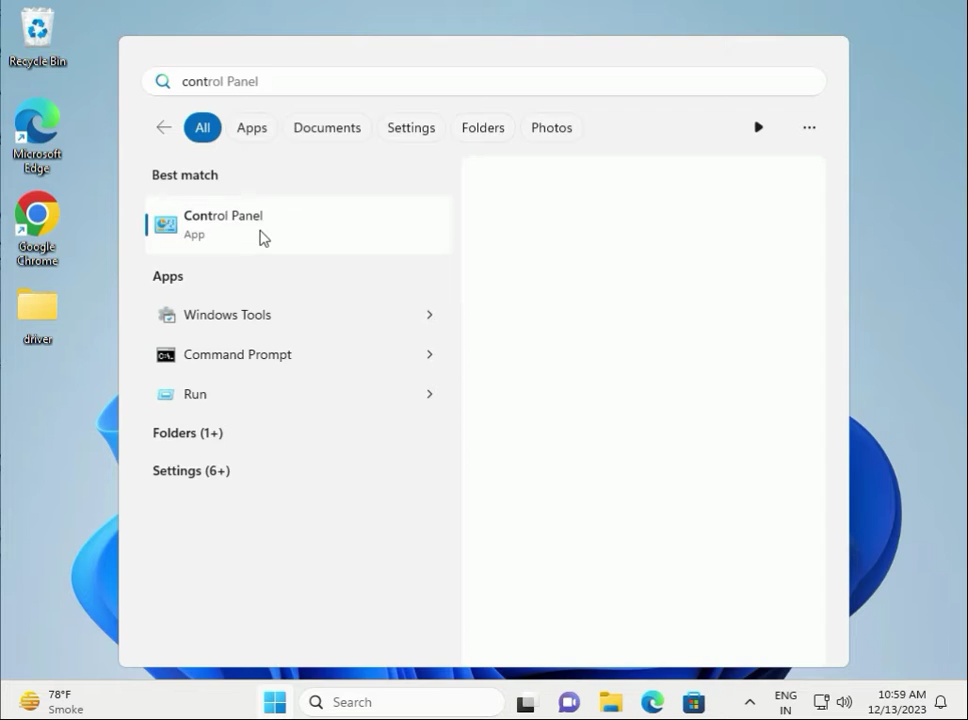 Recycle Bin
Microsoft
Edge
Google
Chrome
driver
control Panel
All
Apps
Documents
Settings
Folders
Photos
Best match
Control Panel
App
Apps
Windows Tools
Command Prompt
Run
Folders (1+)
Settings (6+)
78°F
Smoke
Search
ENG
IN
10:59 AM
12/13/2023